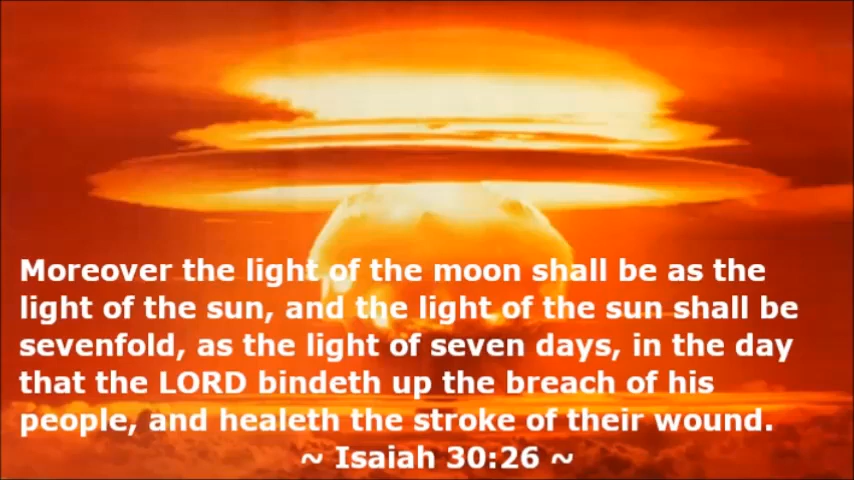 Moreover the light of the moon shall be as the
light of the sun, and the light of the sun shall be
sevenfold, as the light of seven days, in the day
that the LORD bindeth up the breach of his
people, and healeth the stroke of their wound.
~ Isaiah 30:26 ~